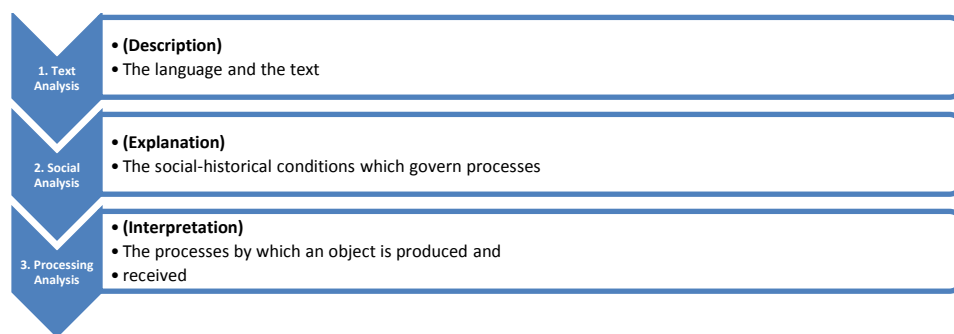 1. Text
Analysis
• (Description)
• The language and the text
2. Social
Analysis
• (Explanation)
• The social-historical conditions which govern processes
3. Processing
Analysis
• (Interpretation)
• The processes by which an object is produced and
• received